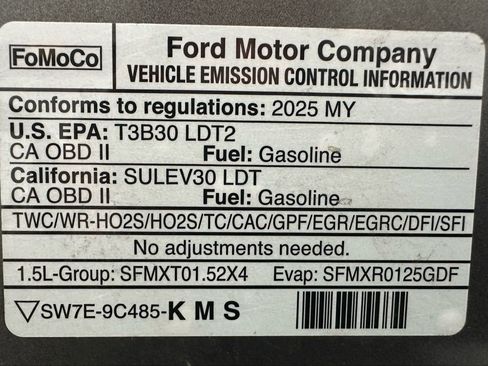 FoMoCo
Ford Motor Company
VEHICLE EMISSION CONTROL INFORMATION
Conforms to regulations: 2025 MY
U.S. EPA: T3B30 LDT2
CA OBD II Fuel: Gasoline
California: SULEV30 LDT
CA OBD II Fuel: Gasoline
TWC/WR-HO2S/HO2S/TC/CAC/GPF/EGR/EGRC/DFI/SFI
No adjustments needed.
1.5L-Group: SFMXT01.52X4 Evap: SFMXR0125GDF
SW7E-9C485-K M S